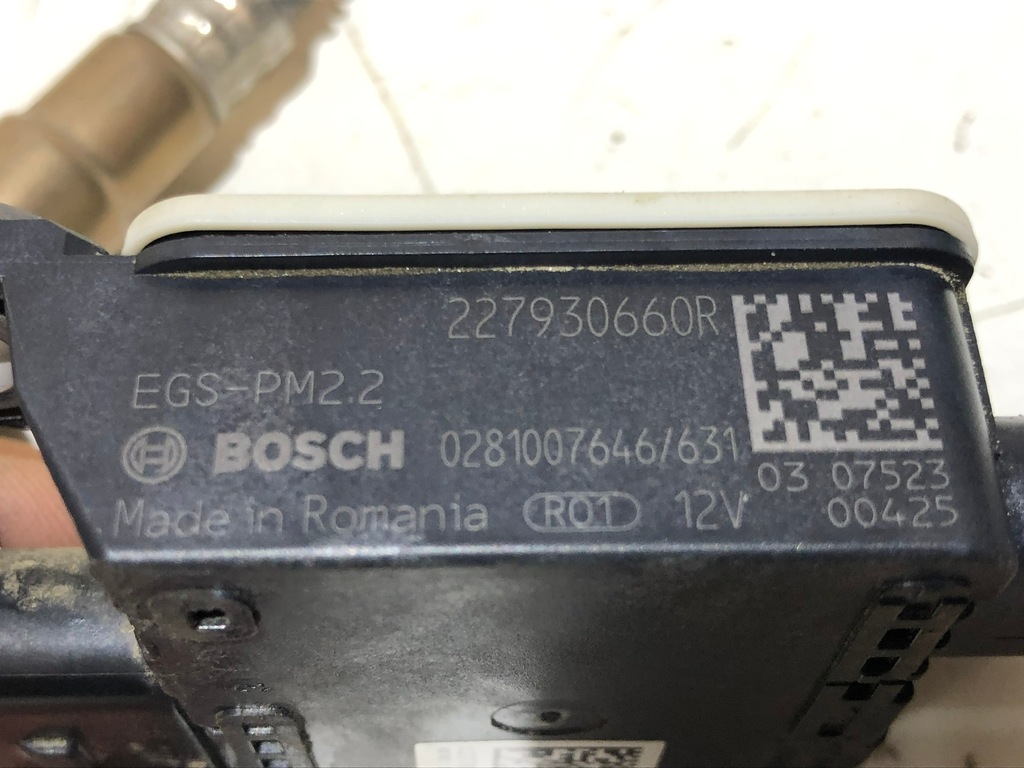 227930660R
EGS-PM2.2
BOSCH 0281007646/631
03 07523
Made in Romania R01 12V 00425